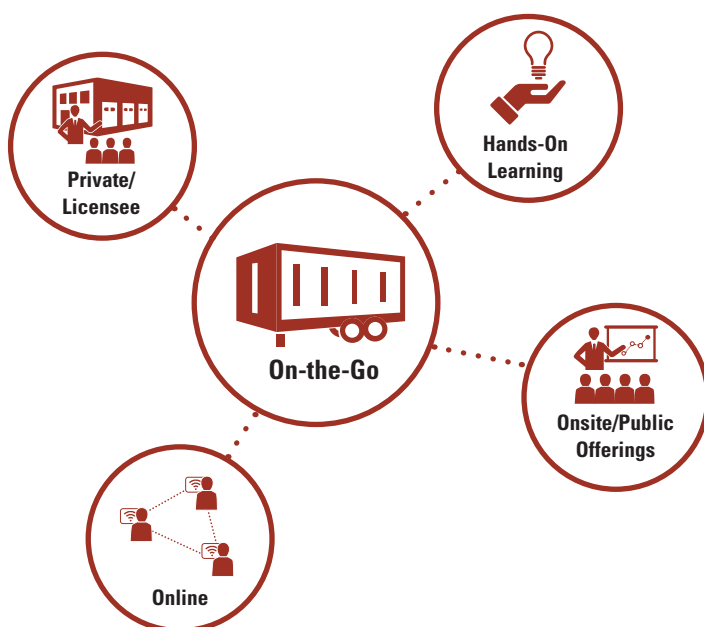 Hands-On
Learning
Private/
Licensee
On-the-Go
Onsite/Public
Offerings
Online